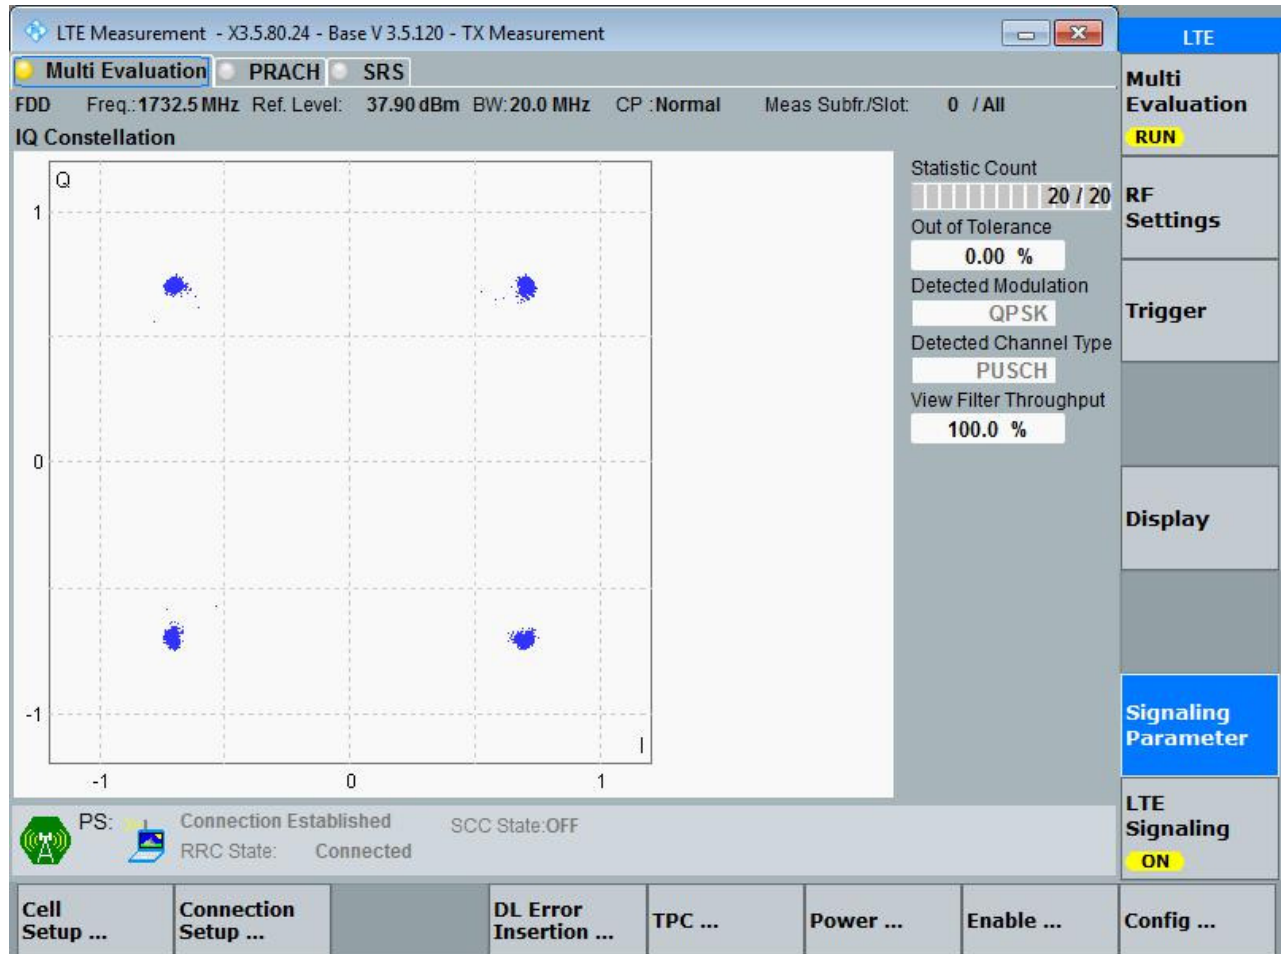 LTE Measurement - X3.5.80.24 - Base V 3.5.120 - TX Measurement
Multi Evaluation PRACH SRS
FDD Freq.: 1732.5 MHz Ref. Level: 37.90 dBm BW: 20.0 MHz CP : Normal Meas Subfr./Slot: 0 / All
IQ Constellation
Q
1
0
-1
I
-1 0 1
Statistic Count
20 / 20
Out of Tolerance
0.00 %
Detected Modulation
QPSK
Detected Channel Type
PUSCH
View Filter Throughput
100.0 %
PS: Connection Established SCC State: OFF
RRC State: Connected
LTE
Multi
Evaluation
RUN
RF
Settings
Trigger
Display
Signaling
Parameter
LTE
Signaling
ON
Cell
Setup ...
Connection
Setup ...
DL Error
Insertion ...
TPC ...
Power ...
Enable ...
Config ...